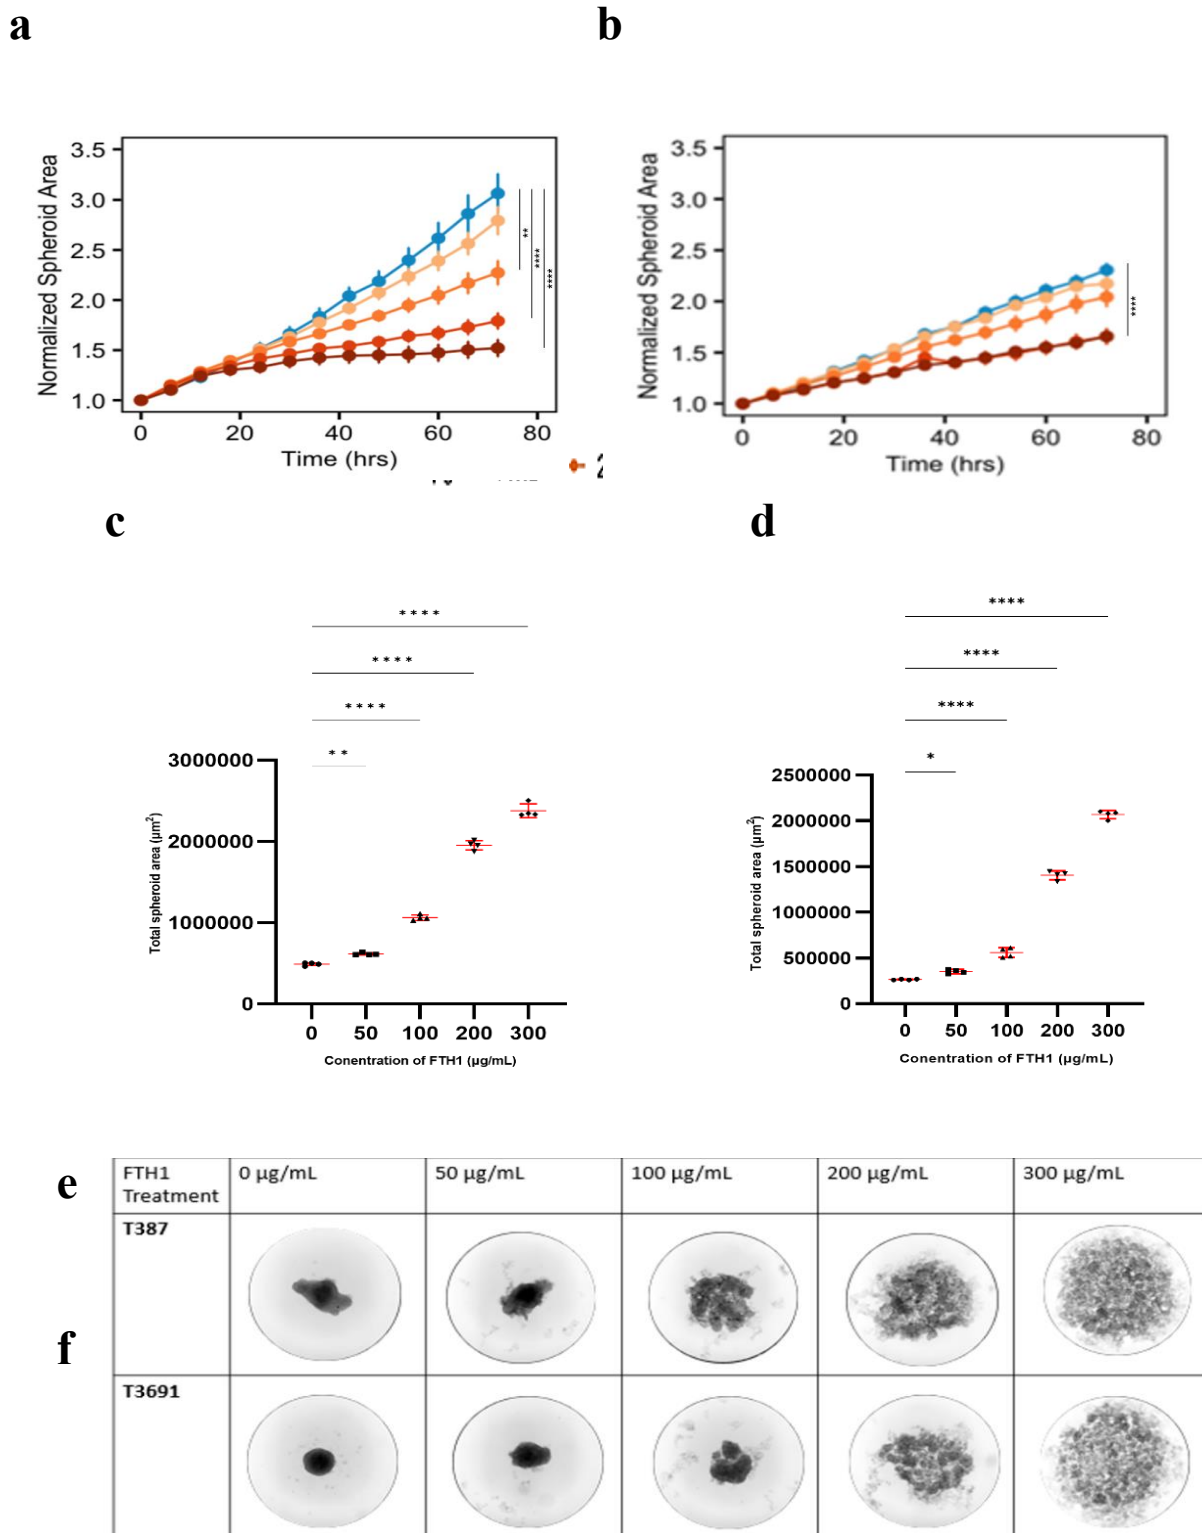 a
b
3.5
3.0
2.5
2.0
1.5
1.0
Normalized Spheroid Area
**
****
****
0 20 40 60 80
Time (hrs)
3.5
3.0
2.5
2.0
1.5
1.0
Normalized Spheroid Area
****
0 20 40 60 80
Time (hrs)
c
d
****
****
****
**
3000000
2000000
1000000
0
Total spheroid area (µm²)
0 50 100 200 300
Conentration of FTH1 (µg/mL)
****
****
****
*
2500000
2000000
1500000
1000000
500000
0
Total spheroid area (µm²)
0 50 100 200 300
Conentration of FTH1 (µg/mL)
e
FTH1 Treatment
0 µg/mL
50 µg/mL
100 µg/mL
200 µg/mL
300 µg/mL
T387
f
T3691